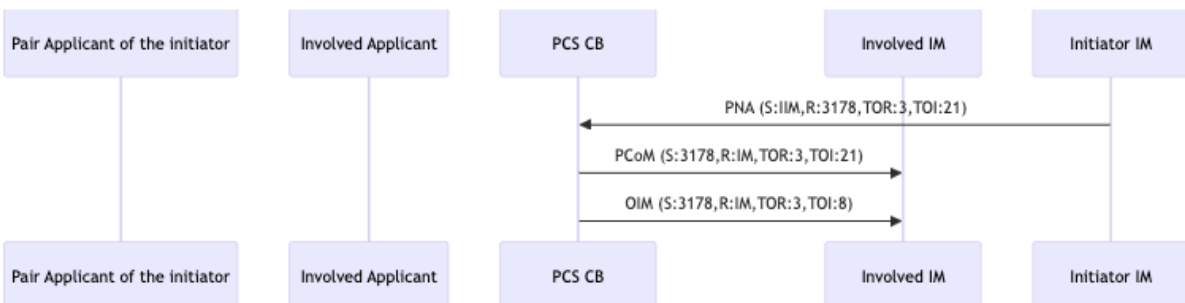 Pair Applicant of the initiator
Involved Applicant
PCS CB
Involved IM
Initiator IM
PNA (S:IIM,R:3178,TOR:3,TOI:21)
PCoM (S:3178,R:IM,TOR:3,TOI:21)
OIM (S:3178,R:IM,TOR:3,TOI:8)
Pair Applicant of the initiator
Involved Applicant
PCS CB
Involved IM
Initiator IM